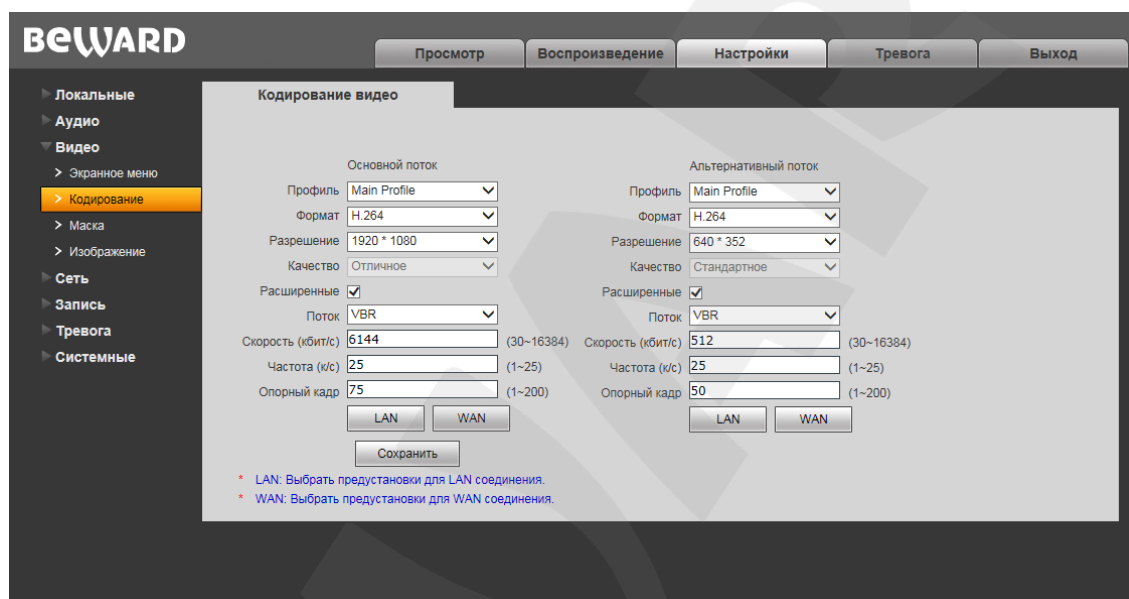 BEWARD
Просмотр Воспроизведение Настройки Тревога Выход
Локальные
Аудио
Видео
> Экранное меню
> Кодирование
> Маска
> Изображение
Сеть
Запись
Тревога
Системные
Кодирование видео
Основной поток Альтернативный поток
Профиль Main Profile Профиль Main Profile
Формат H.264 Формат H.264
Разрешение 1920 * 1080 Разрешение 640 * 352
Качество Отличное Качество Стандартное
Расширенные Расширенные
Поток VBR Поток VBR
Скорость (кбит/с) 6144 (30~16384) Скорость (кбит/с) 512 (30~16384)
Частота (к/с) 25 (1~25) Частота (к/с) 25 (1~25)
Опорный кадр 75 (1~200) Опорный кадр 50 (1~200)
LAN WAN LAN WAN
Сохранить
* LAN: Выбрать предустановки для LAN соединения.
* WAN: Выбрать предустановки для WAN соединения.